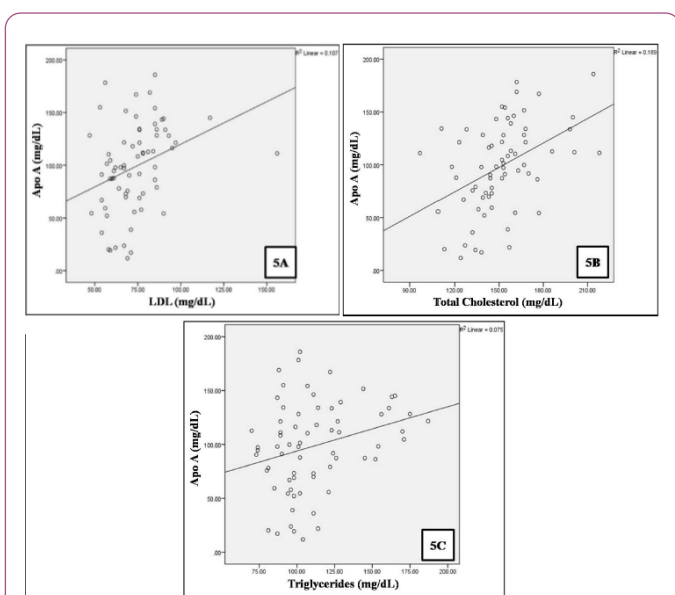 R² Linear = 0.107
200.00
150.00
100.00
50.00
.00
Apo A (mg/dL)
50.00 75.00 100.00 125.00 150.00
LDL (mg/dL)
5A
R² Linear = 0.189
200.00
150.00
100.00
50.00
.00
Apo A (mg/dL)
90.00 120.00 150.00 180.00 210.00
Total Cholesterol (mg/dL)
5B
R² Linear = 0.075
200.00
150.00
100.00
50.00
.00
Apo A (mg/dL)
75.00 100.00 125.00 150.00 175.00 200.00
Triglycerides (mg/dL)
5C